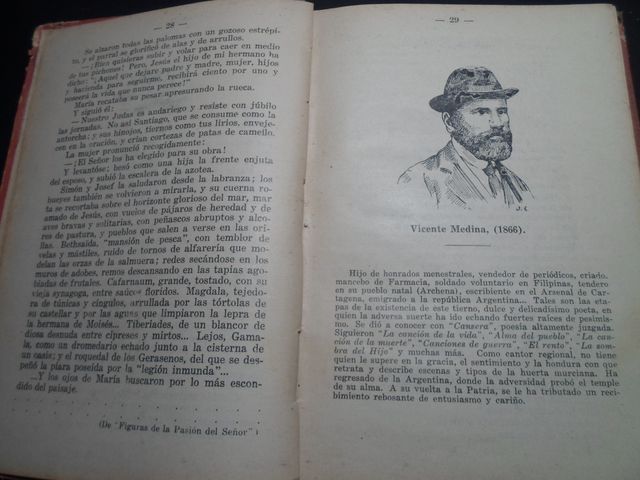 — 28 —
Se alzaron todas las palomas con un gozoso estrépi-
to, y el parral se glorificó de alas y de arrullos.
—¡Bien quisieras subir y volar para caer en medio
de tus pichones! Pero, Jesús el hijo de mi hermano ha
dicho: "¡Aquel que dejare padre y madre, mujer, hijos
y hacienda para seguirme, recibirá ciento por uno y
poseerá la vida que nunca perece!"
María recataba su pesar apresurando la rueca.
Y siguió él:
— Nuestro Judas es andariego y resiste con júbilo
las jornadas. No así Santiago, que se consume como la
antorcha; y sus hinojos, tiernos como tus lirios, enveje-
cen en la oración, y crían cortezas de patas de camello.
La mujer pronunció recogidamente:
—¡El Señor los ha elegido para su obra!
Y levantóse; besó como una hija la frente enjuta
del esposo, y subió la escalera de la azotea.
Simón y Josef la saludaron desde la labranza; los
bueyes también se volvieron a mirarla, y su cuerna ro-
ta se recortaba sobre el horizonte glorioso del mar, mar
amado de Jesús, con vuelos de pájaros de heredad y de
alcaves bravas y solitarias, con peñascos abruptos y al-
cores de pastura, y pueblos que salen a verse en las ori-
llas. Bethsaida, "mansión de pesca", con temblor de
velas y mástiles, ruido de tornos de alfarería que mode-
lan las orzas de la salmuera; redes secándose en los
muros de adobes, remos descansando en las tapias ago-
biadas de frutales. Cafarnaum, grande, tostado, con su
vieja synagoga, entre saúcos floridos. Magdala, tejedo-
ra de túnicas y cíngulos, arrullada por las tórtolas de
su castellar y por las aguas que limpiaron la lepra de
la hermana de Moisés... Tiberíades, de un blancor de
diosa desnuda entre cipreses y mirtos... Lejos, Gama-
la, como un dromedario echado junto a la cisterna de
un oasis; y el roquedal de los Gerasenos, del que se des-
peñó la piara poseída por la "legión inmunda"...
...Y los ojos de María buscaron por lo más escon-
dido del paisaje.
(De "Figuras de la Pasión del Señor")
— 29 —
Vicente Medina, (1866).
Hijo de honrados menestrales, vendedor de periódicos, criado,
mancebo de Farmacia, soldado voluntario en Filipinas, tendero
en su pueblo natal (Archena), escribiente en el Arsenal de Car-
tagena, emigrado a la república Argentina... Tales son las etapas
de la existencia de este tierno, dulce y delicadísimo poeta, en
quien la adversa suerte ha ido echando fuertes raíces de pesimis-
mo. Se dió a conocer con "Cansera", poesía altamente juzgada.
Siguieron "La canción de la vida", "Alma del pueblo", "La can-
ción de la muerte", "Canciones de guerra", "El rento", "La som-
bra del Hijo" y muchas más. Como cantor regional, no tiene
quien le supere en la gracia, el sentimiento y la hondura con que
retrata y describe escenas y tipos de la huerta murciana. Ha
regresado de la Argentina, donde la adversidad probó el temple
de su alma. A su vuelta a la Patria, se le ha tributado un reci-
bimiento rebosante de entusiasmo y cariño.